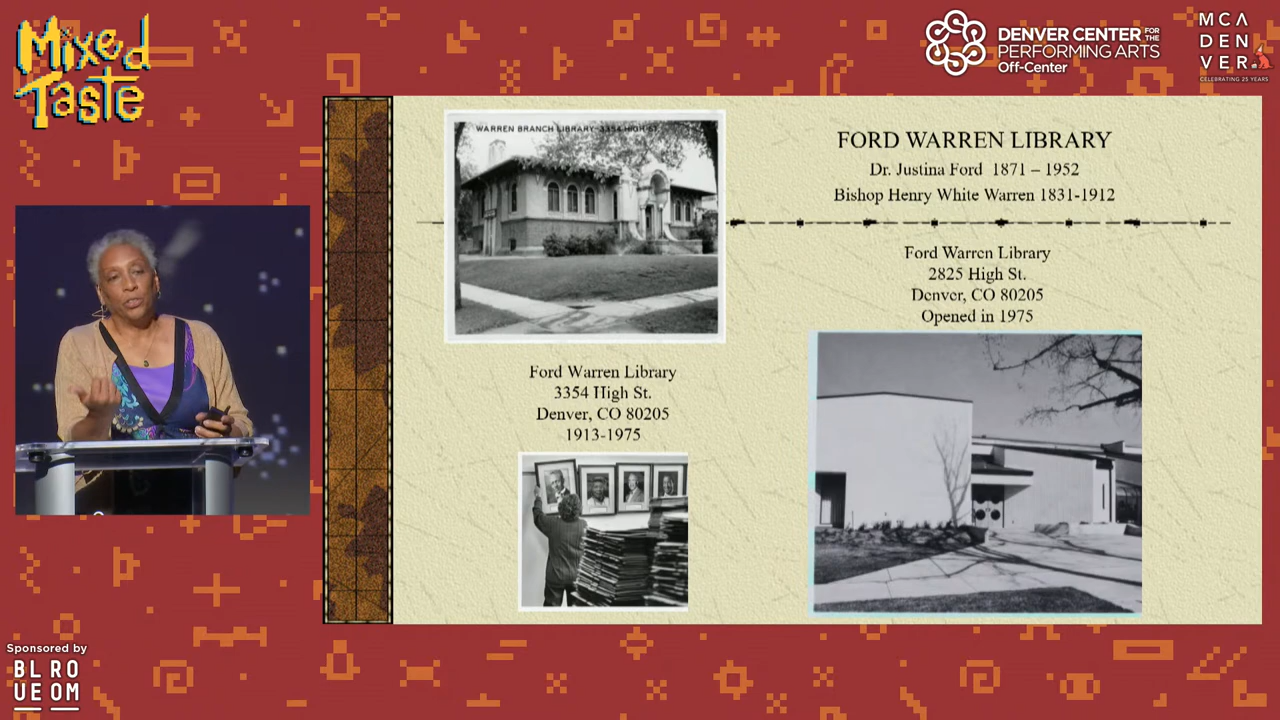 Mixed
Taste
DENVER CENTER FOR THE
PERFORMING ARTS
Off-Center
MCA
DEN
VER
CELEBRATING 25 YEARS
WARREN BRANCH LIBRARY 3354 HIGH ST.
FORD WARREN LIBRARY
Dr. Justina Ford 1871 – 1952
Bishop Henry White Warren 1831-1912
Ford Warren Library
2825 High St.
Denver, CO 80205
Opened in 1975
Ford Warren Library
3354 High St.
Denver, CO 80205
1913-1975
Sponsored by
BL RO
UE OM